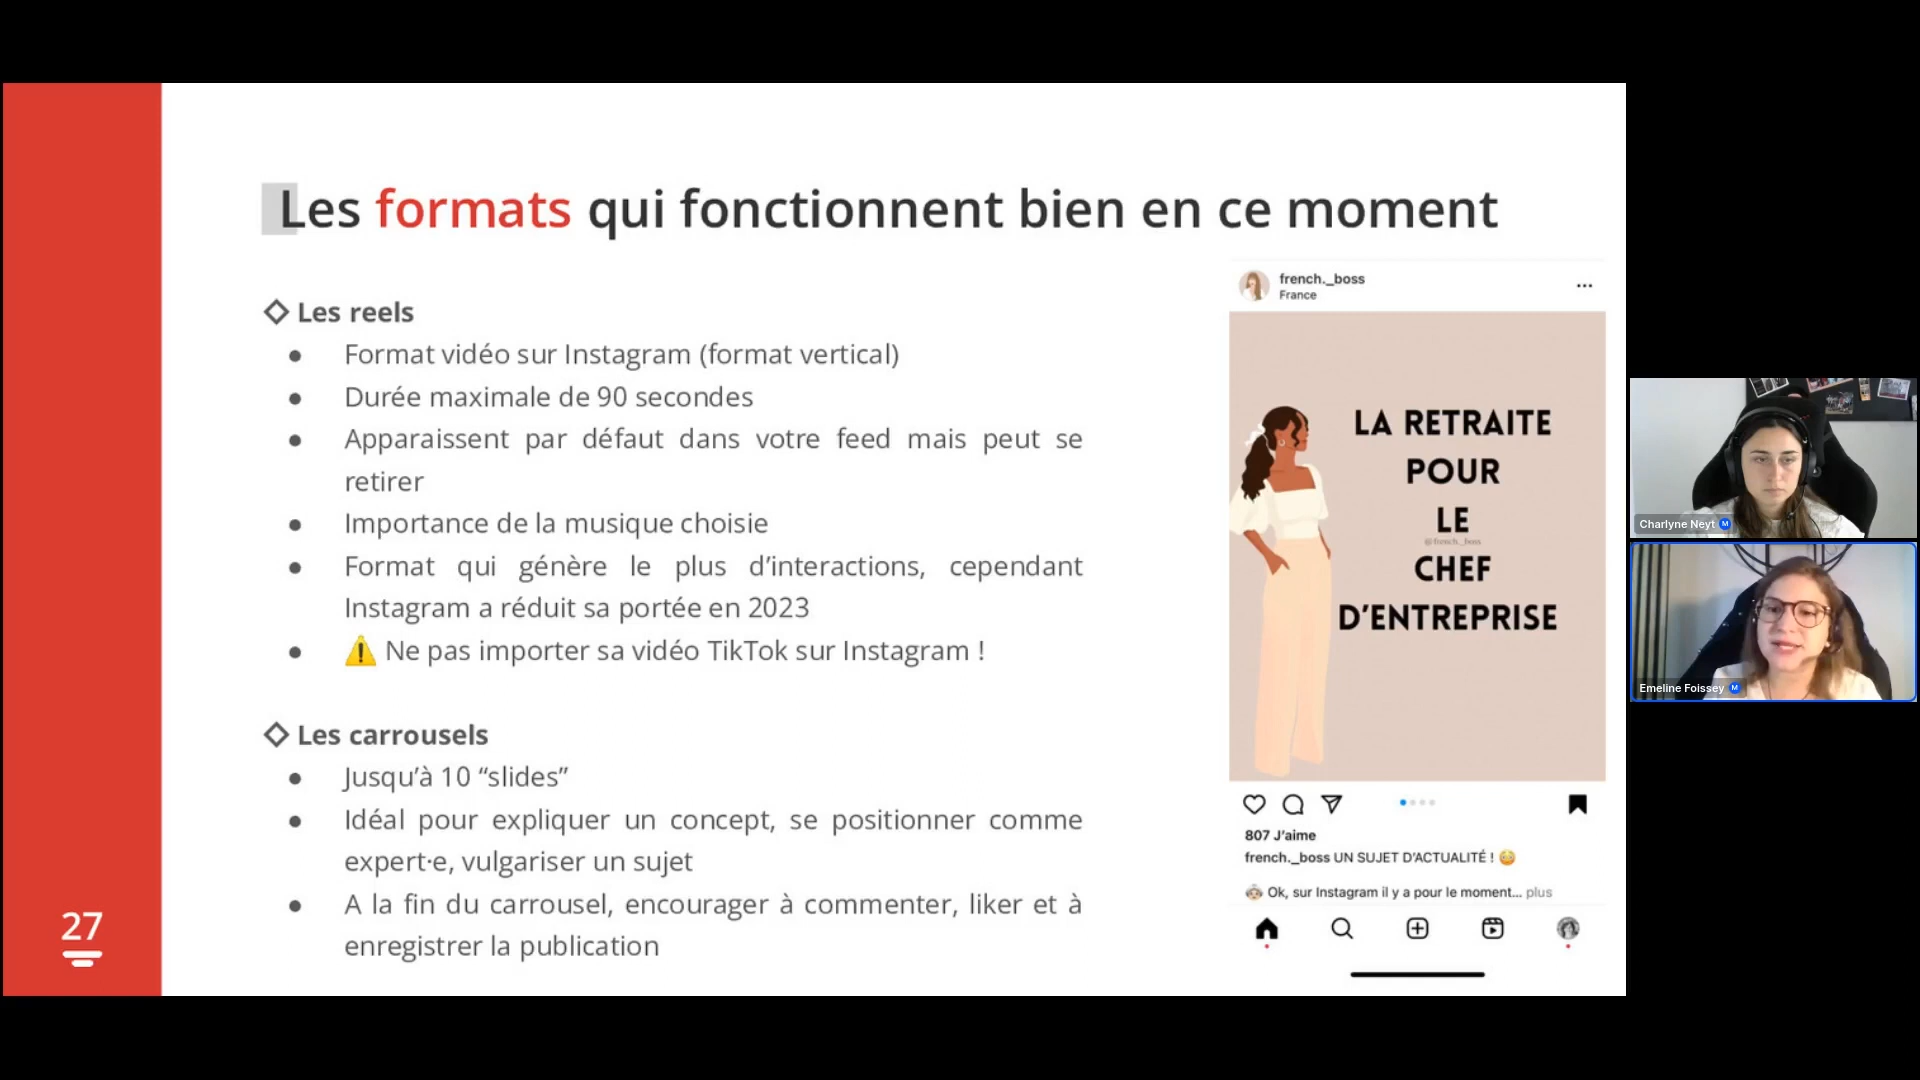 Les formats qui fonctionnent bien en ce moment
Les reels
Format vidéo sur Instagram (format vertical)
Durée maximale de 90 secondes
Apparaissent par défaut dans votre feed mais peut se
retirer
Importance de la musique choisie
Format qui génère le plus d’interactions, cependant
Instagram a réduit sa portée en 2023
⚠️ Ne pas importer sa vidéo TikTok sur Instagram !
Les carrousels
Jusqu’à 10 “slides”
Idéal pour expliquer un concept, se positionner comme
expert·e, vulgariser un sujet
A la fin du carrousel, encourager à commenter, liker et à
enregistrer la publication
27
french._boss
France
LA RETRAITE
POUR
LE
@french._boss
CHEF
D’ENTREPRISE
807 J’aime
french._boss UN SUJET D’ACTUALITÉ ! 😳
Ok, sur Instagram il y a pour le moment... plus
Charlyne Neyt M
Emeline Foissey M